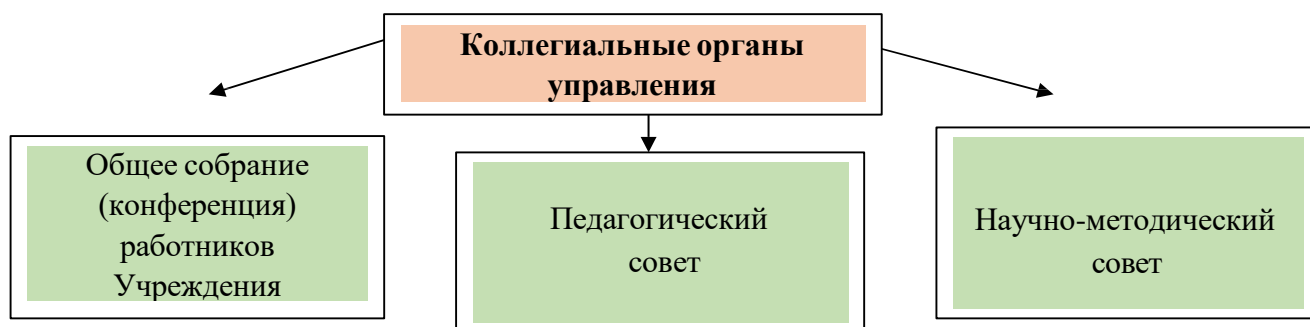 Коллегиальные органы
управления
Общее собрание
(конференция)
работников
Учреждения
Педагогический
совет
Научно-методический
совет